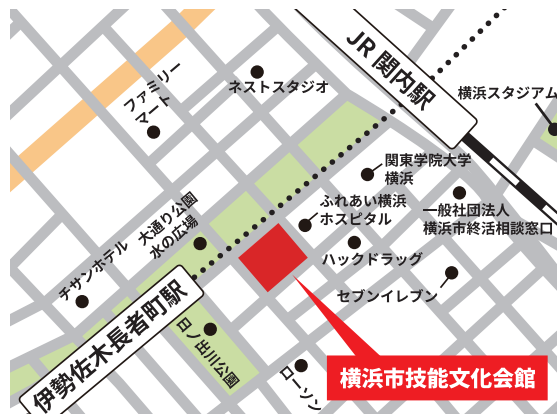 JR 関内駅
横浜スタジアム
ファミリー
マート
ネストスタジオ
関東学院大学
横浜
ふれあい横浜
ホスピタル
一般社団法人
横浜市終活相談窓口
大通り公園
水の広場
チサンホテル
ハックドラッグ
セブンイレブン
伊勢佐木長者町駅
日ノ出川公園
ローソン
横浜市技能文化会館